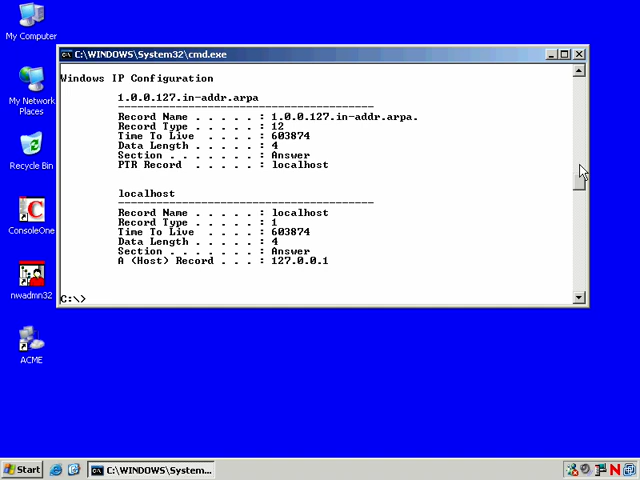 My Computer
My Network
Places
Recycle Bin
ConsoleOne
nwadmn32
ACME
C:\WINDOWS\System32\cmd.exe
Windows IP Configuration
1.0.0.127.in-addr.arpa
----------------------------------------
Record Name . . . . . : 1.0.0.127.in-addr.arpa.
Record Type . . . . . : 12
Time To Live . . . . : 603874
Data Length . . . . . : 4
Section . . . . . . . : Answer
PTR Record . . . . . : localhost
localhost
----------------------------------------
Record Name . . . . . : localhost
Record Type . . . . . : 1
Time To Live . . . . : 603874
Data Length . . . . . : 4
Section . . . . . . . : Answer
A (Host) Record . . . : 127.0.0.1
C:\>
Start
C:\WINDOWS\System...